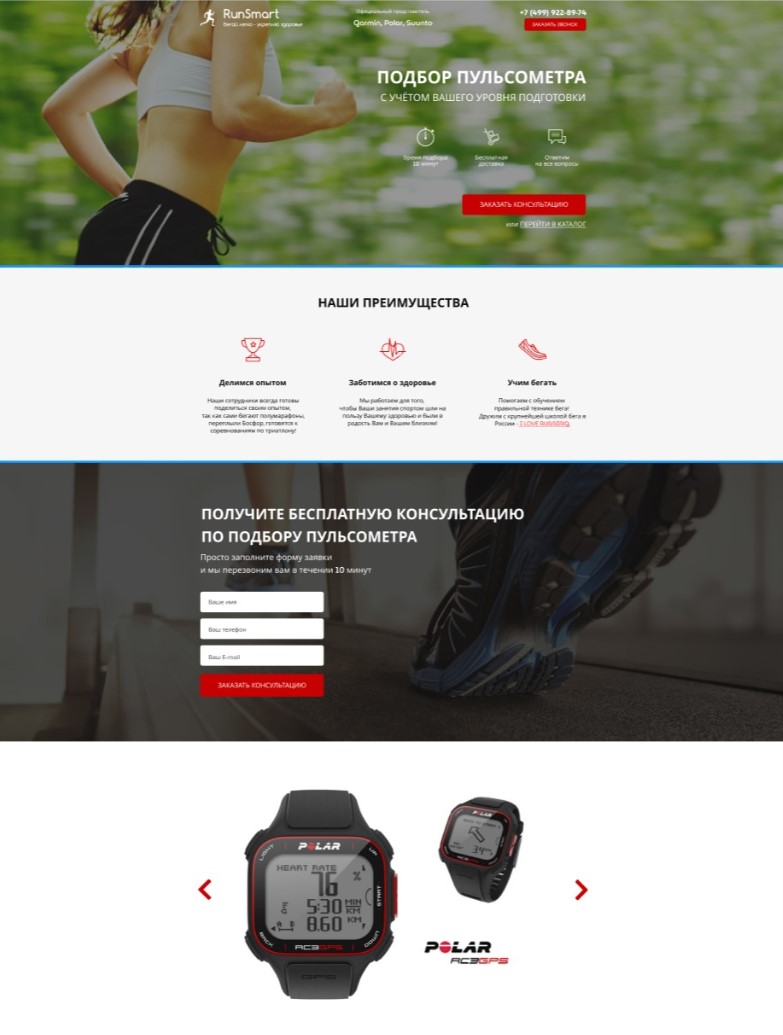 RunSmart
Бегай легко - укрепляй здоровье
Официальный представитель
Garmin, Polar, Suunto
+7 (499) 922-89-74
ЗАКАЗАТЬ ЗВОНОК
ПОДБОР ПУЛЬСОМЕТРА
С УЧЁТОМ ВАШЕГО УРОВНЯ ПОДГОТОВКИ
Время подбора
10 минут
Бесплатная
доставка
Ответим
на все вопросы
ЗАКАЗАТЬ КОНСУЛЬТАЦИЮ
или ПЕРЕЙТИ В КАТАЛОГ
НАШИ ПРЕИМУЩЕСТВА
Делимся опытом
Наши сотрудники всегда готовы
поделиться своим опытом,
так как сами бегают полумарафоны,
переплыли Босфор, готовятся к
соревнованиям по триатлону!
Заботимся о здоровье
Мы работаем для того,
чтобы Ваши занятия спортом шли на
пользу Вашему здоровью и были в
радость Вам и Вашим близким!
Учим бегать
Помогаем с обучением
правильной технике бега!
Дружим с крупнейшей школой бега в
России - I LOVE RUNNING.
ПОЛУЧИТЕ БЕСПЛАТНУЮ КОНСУЛЬТАЦИЮ
ПО ПОДБОРУ ПУЛЬСОМЕТРА
Просто заполните форму заявки
и мы перезвоним вам в течении 10 минут
Ваше имя
Ваш телефон
Ваш E-mail
ЗАКАЗАТЬ КОНСУЛЬТАЦИЮ
LIGHT
POLAR
UP
HEART RATE
76 %
5:30 MIN KM
8.60 KM
START
BACK
RC3GPS
DOWN
GPS
POLAR
POLAR
RC3GPS